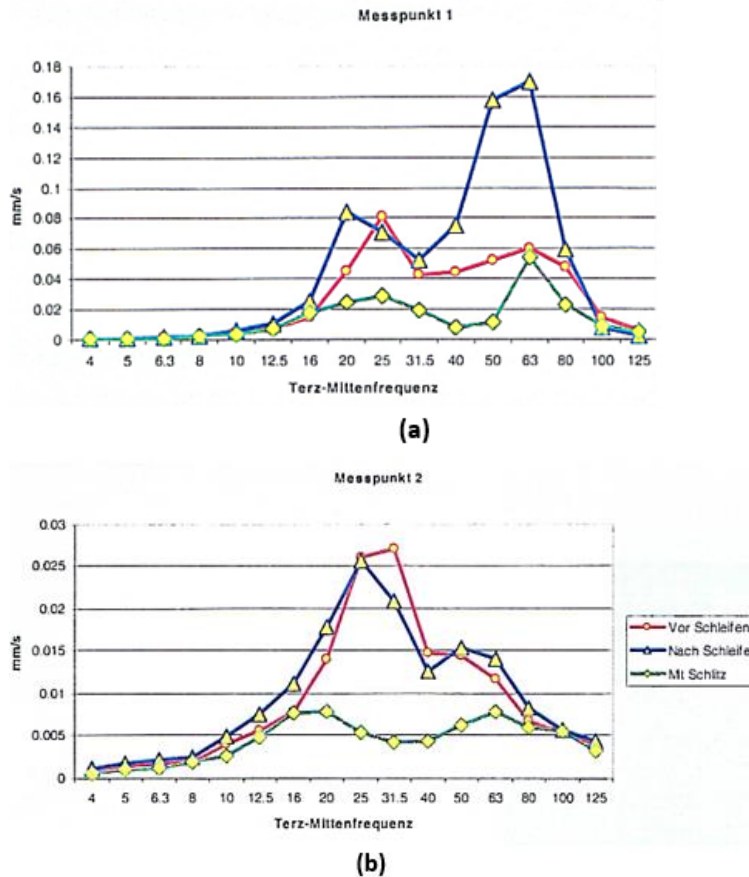 Messpunkt 1
0.18
0.16
0.14
0.12
0.1
0.08
0.06
0.04
0.02
0
mm/s
4 5 6.3 8 10 12.5 16 20 25 31.5 40 50 63 80 100 125
Terz-Mittenfrequenz
(a)
Messpunkt 2
0.03
0.025
0.02
0.015
0.01
0.005
0
mm/s
4 5 6.3 8 10 12.5 16 20 25 31.5 40 50 63 80 100 125
Terz-Mittenfrequenz
Vor Schleifen
Nach Schleife
Mt Schlitz
(b)